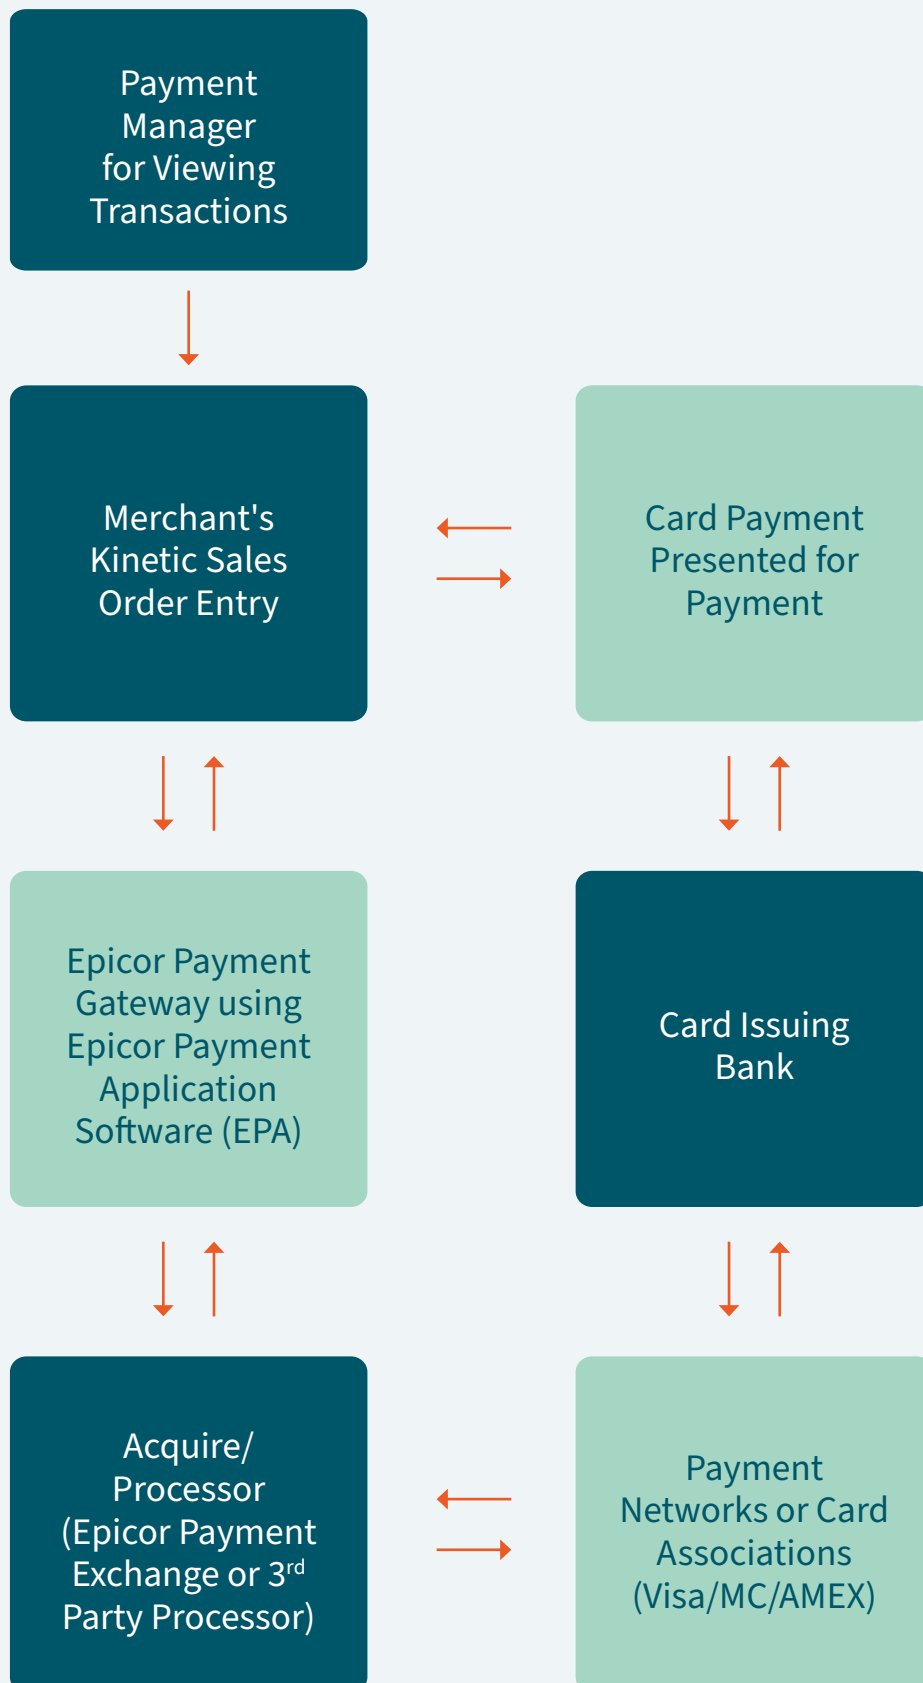 Payment
Manager
for Viewing
Transactions
Merchant's
Kinetic Sales
Order Entry
Card Payment
Presented for
Payment
Epicor Payment
Gateway using
Epicor Payment
Application
Software (EPA)
Card Issuing
Bank
Acquire/
Processor
(Epicor Payment
Exchange or 3rd
Party Processor)
Payment
Networks or Card
Associations
(Visa/MC/AMEX)